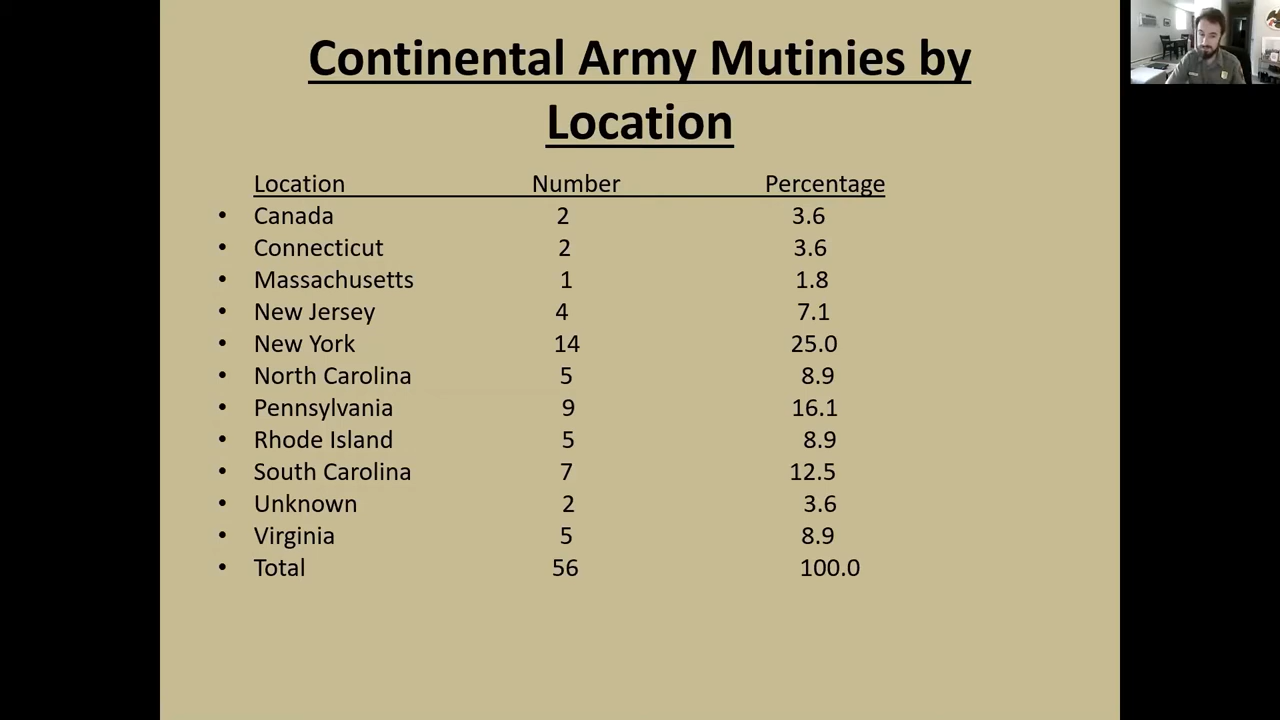 Continental Army Mutinies by
Location
Location Number Percentage
• Canada 2 3.6
• Connecticut 2 3.6
• Massachusetts 1 1.8
• New Jersey 4 7.1
• New York 14 25.0
• North Carolina 5 8.9
• Pennsylvania 9 16.1
• Rhode Island 5 8.9
• South Carolina 7 12.5
• Unknown 2 3.6
• Virginia 5 8.9
• Total 56 100.0